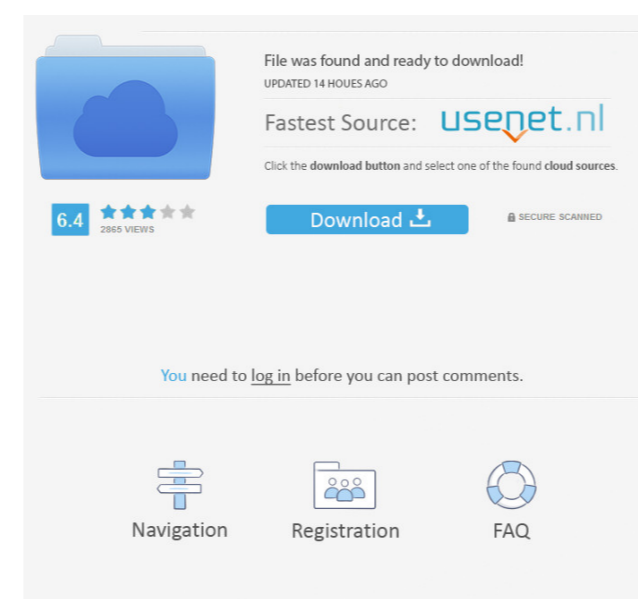 File was found and ready to download!
UPDATED 14 HOUES AGO
Fastest Source: usenet.nl
Click the download button and select one of the found cloud sources.
6.4
2865 VIEWS
Download
SECURE SCANNED
You need to log in before you can post comments.
Navigation
Registration
FAQ